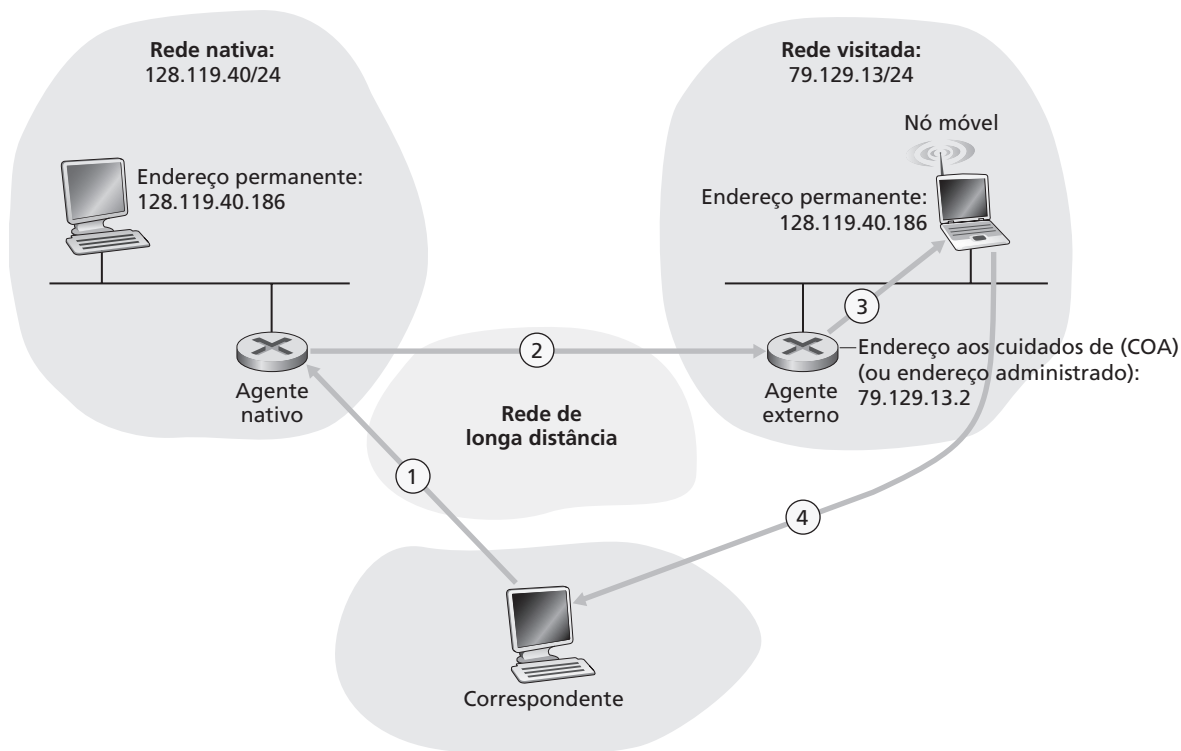 Rede nativa:
128.119.40/24
Endereço permanente:
128.119.40.186
Agente
nativo
Rede visitada:
79.129.13/24
Nó móvel
Endereço permanente:
128.119.40.186
Agente
externo
Endereço aos cuidados de (COA)
(ou endereço administrado):
79.129.13.2
Rede de
longa distância
1
2
3
4
Correspondente